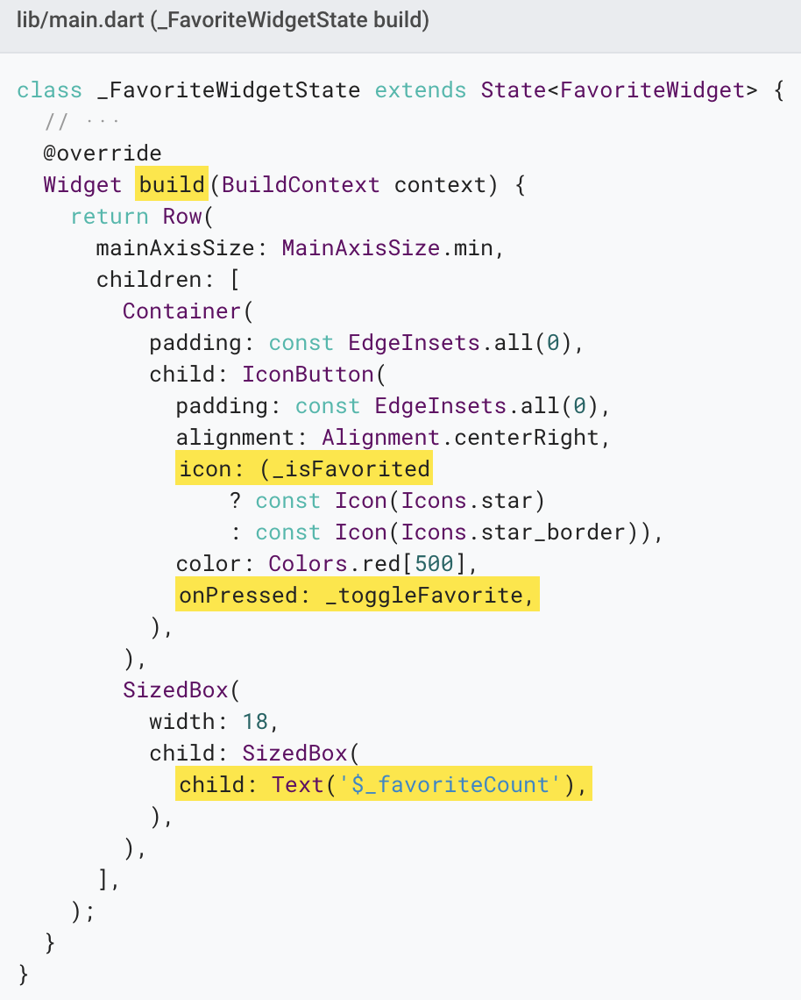 lib/main.dart (_FavoriteWidgetState build)
class _FavoriteWidgetState extends State<FavoriteWidget> {
  // ···
  @override
  Widget build(BuildContext context) {
    return Row(
      mainAxisSize: MainAxisSize.min,
      children: [
        Container(
          padding: const EdgeInsets.all(0),
          child: IconButton(
            padding: const EdgeInsets.all(0),
            alignment: Alignment.centerRight,
            icon: (_isFavorited
                ? const Icon(Icons.star)
                : const Icon(Icons.star_border)),
            color: Colors.red[500],
            onPressed: _toggleFavorite,
          ),
        ),
        SizedBox(
          width: 18,
          child: SizedBox(
            child: Text('$_favoriteCount'),
          ),
        ),
      ],
    );
  }
}